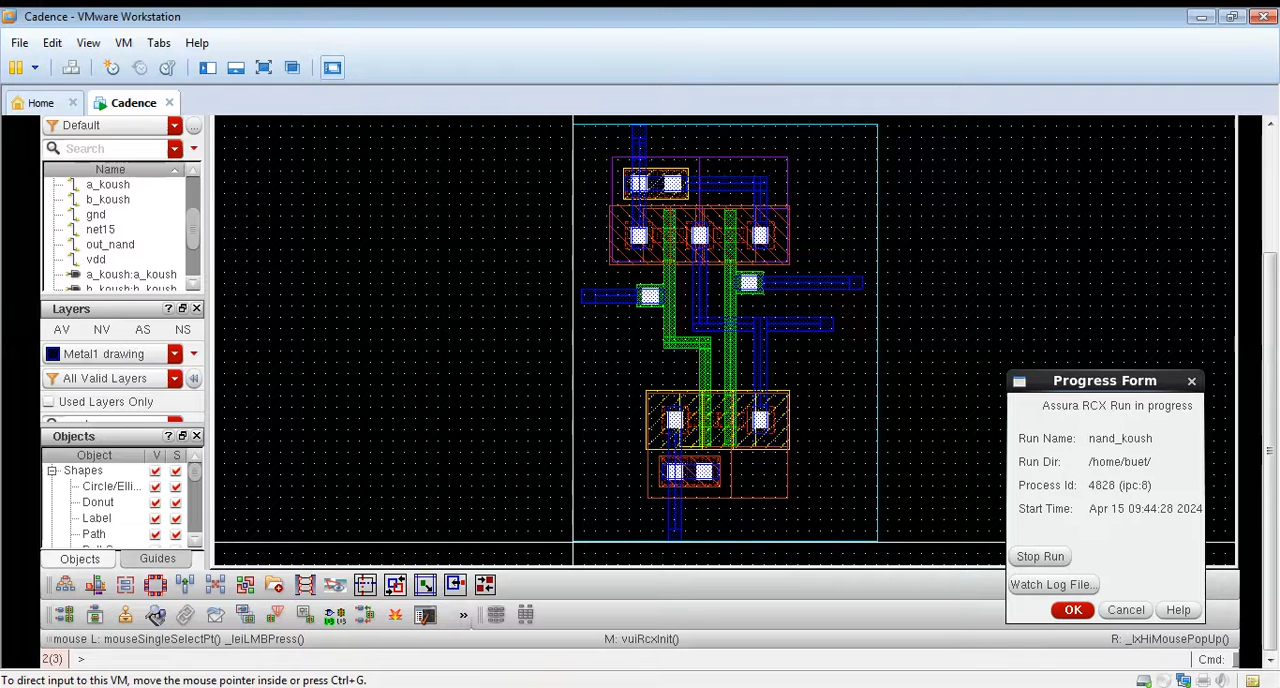 Cadence - VMware Workstation
File Edit View VM Tabs Help
Home Cadence
Default
Search
Name
a_koush
b_koush
gnd
net15
out_nand
vdd
a_koush:a_koush
b_koush:b_koush
Layers
AV NV AS NS
Metal1 drawing
All Valid Layers
Used Layers Only
Objects
Object V S
Shapes
Circle/Elli...
Donut
Label
Path
Objects Guides
Progress Form
Assura RCX Run in progress
Run Name: nand_koush
Run Dir: /home/buet/
Process Id: 4828 (ipc:8)
Start Time: Apr 15 09:44:28 2024
Stop Run
Watch Log File...
OK Cancel Help
mouse L: mouseSingleSelectPt() _leiLMBPress() M: vuiRcxInit() R: _lxHiMousePopUp()
2(3) > Cmd:
To direct input to this VM, move the mouse pointer inside or press Ctrl+G.